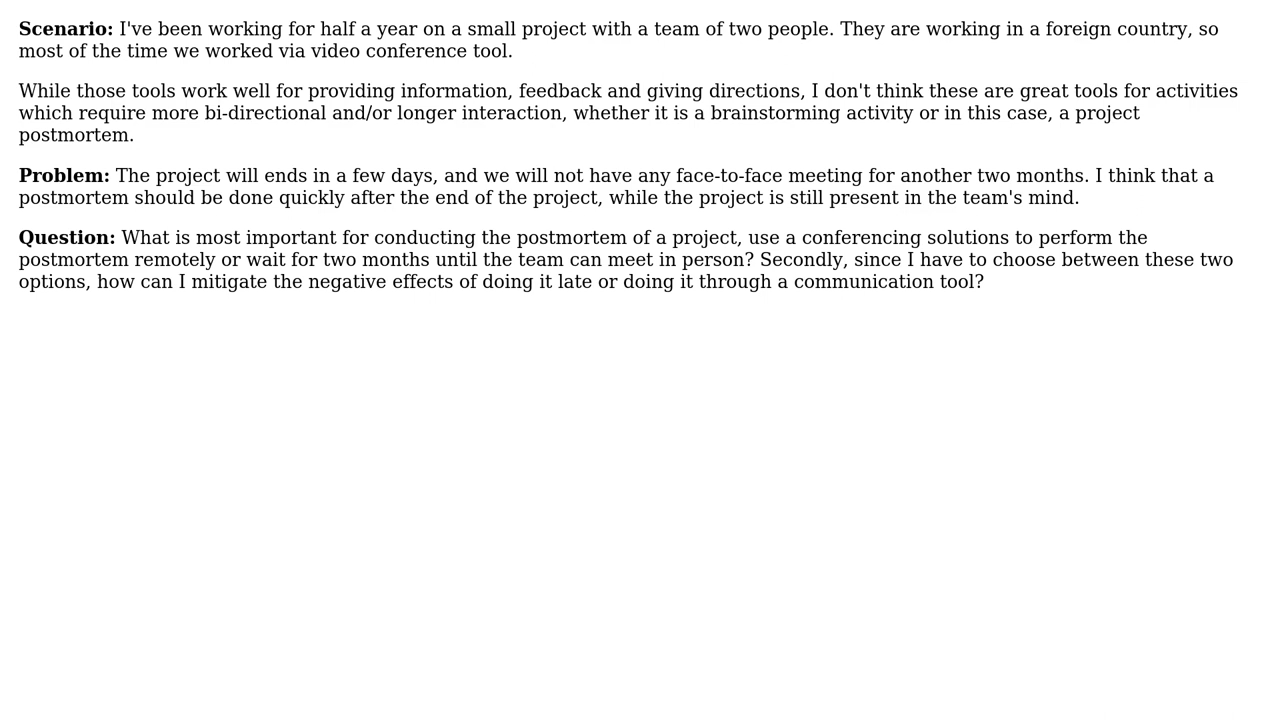 Scenario: I've been working for half a year on a small project with a team of two people. They are working in a foreign country, so
most of the time we worked via video conference tool.
While those tools work well for providing information, feedback and giving directions, I don't think these are great tools for activities
which require more bi-directional and/or longer interaction, whether it is a brainstorming activity or in this case, a project
postmortem.
Problem: The project will ends in a few days, and we will not have any face-to-face meeting for another two months. I think that a
postmortem should be done quickly after the end of the project, while the project is still present in the team's mind.
Question: What is most important for conducting the postmortem of a project, use a conferencing solutions to perform the
postmortem remotely or wait for two months until the team can meet in person? Secondly, since I have to choose between these two
options, how can I mitigate the negative effects of doing it late or doing it through a communication tool?